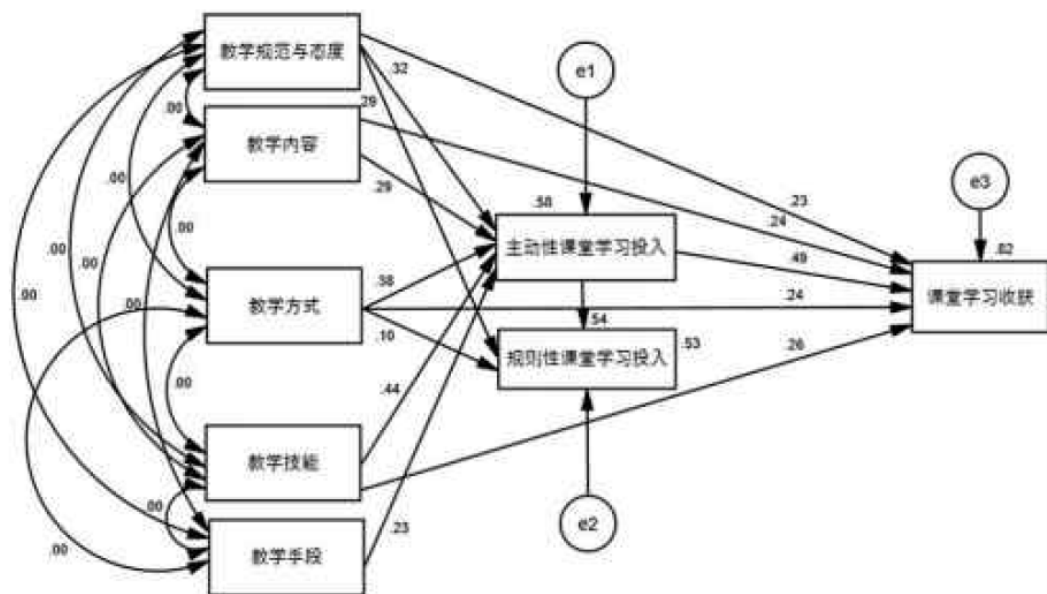 教学规范与态度
.32
e1
.00
.29
教学内容
e3
.00
.29
.58
.23
.24
.82
.00
主动性课堂学习投入
.49
课堂学习收获
.00
.00
.38
.24
.00
.00
教学方式
.10
.54
规则性课堂学习投入
.53
.26
.00
.44
教学技能
.00
.23
e2
.00
教学手段